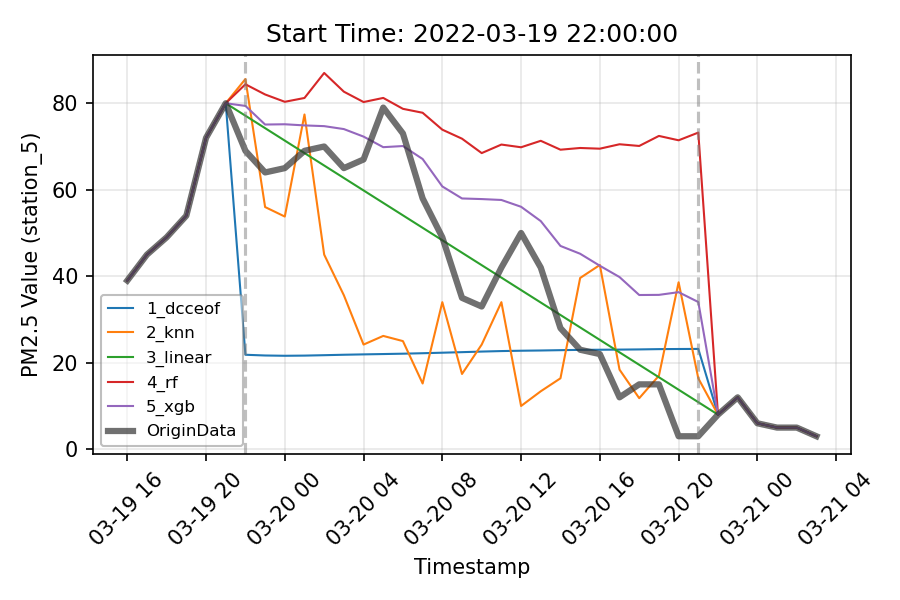 Start Time: 2022-03-19 22:00:00
PM2.5 Value (station_5)
80
60
40
20
0
1_dcceof
2_knn
3_linear
4_rf
5_xgb
OriginData
03-19 16
03-19 20
03-20 00
03-20 04
03-20 08
03-20 12
03-20 16
03-20 20
03-21 00
03-21 04
Timestamp